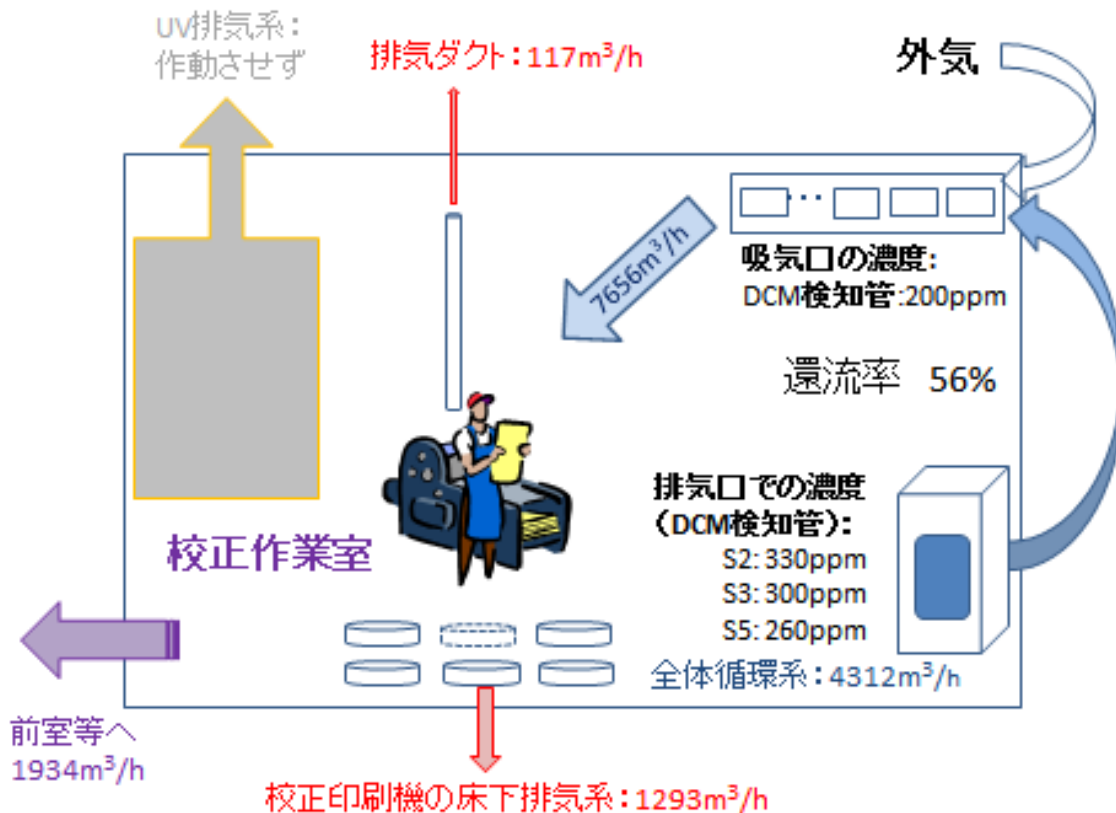 UV排気系:
作動させず
排気ダクト:117m³/h
外気
7656m³/h
吸気口の濃度:
DCM検知管:200ppm
還流率 56%
排気口での濃度
(DCM検知管):
S2: 330ppm
S3: 300ppm
S5: 260ppm
全体循環系:4312m³/h
校正作業室
前室等へ
1934m³/h
校正印刷機の床下排気系:1293m³/h